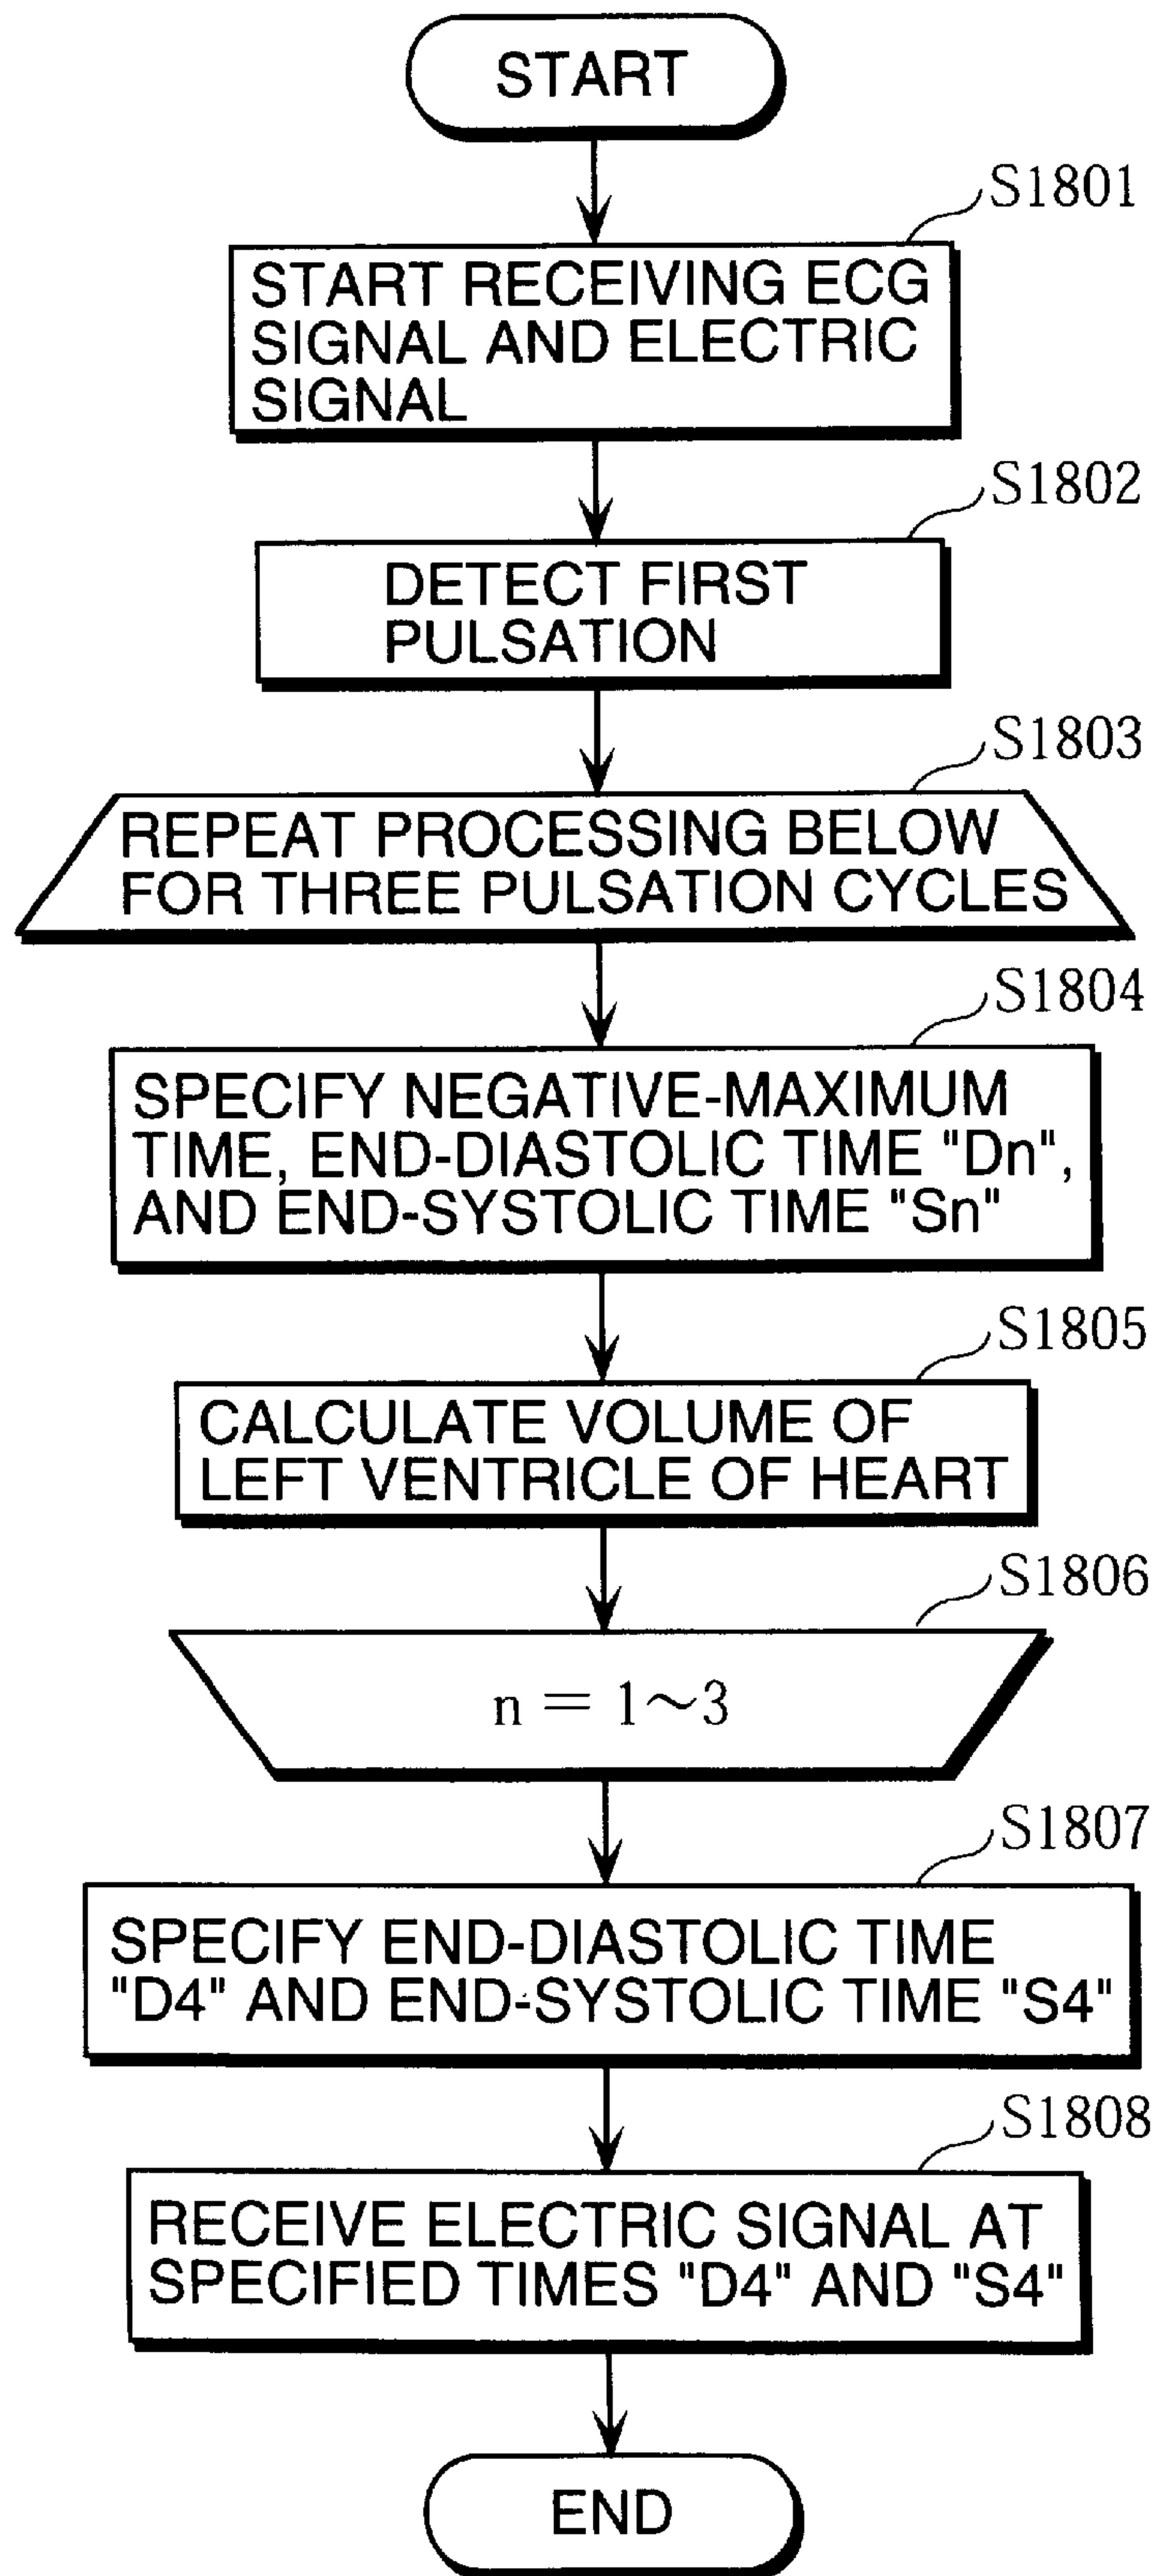 START
S1801
START RECEIVING ECG
SIGNAL AND ELECTRIC
SIGNAL
S1802
DETECT FIRST
PULSATION
S1803
REPEAT PROCESSING BELOW
FOR THREE PULSATION CYCLES
S1804
SPECIFY NEGATIVE-MAXIMUM
TIME, END-DIASTOLIC TIME "Dn",
AND END-SYSTOLIC TIME "Sn"
S1805
CALCULATE VOLUME OF
LEFT VENTRICLE OF HEART
S1806
n = 1～3
S1807
SPECIFY END-DIASTOLIC TIME
"D4" AND END-SYSTOLIC TIME "S4"
S1808
RECEIVE ELECTRIC SIGNAL AT
SPECIFIED TIMES "D4" AND "S4"
END